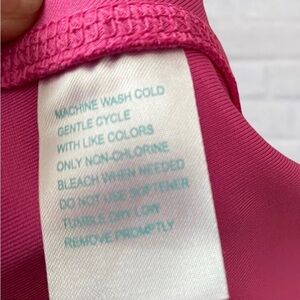 MACHINE WASH COLD
GENTLE CYCLE
WITH LIKE COLORS
ONLY NON-CHLORINE
BLEACH WHEN NEEDED
DO NOT USE SOFTENER
TUMBLE DRY LOW
REMOVE PROMPTLY